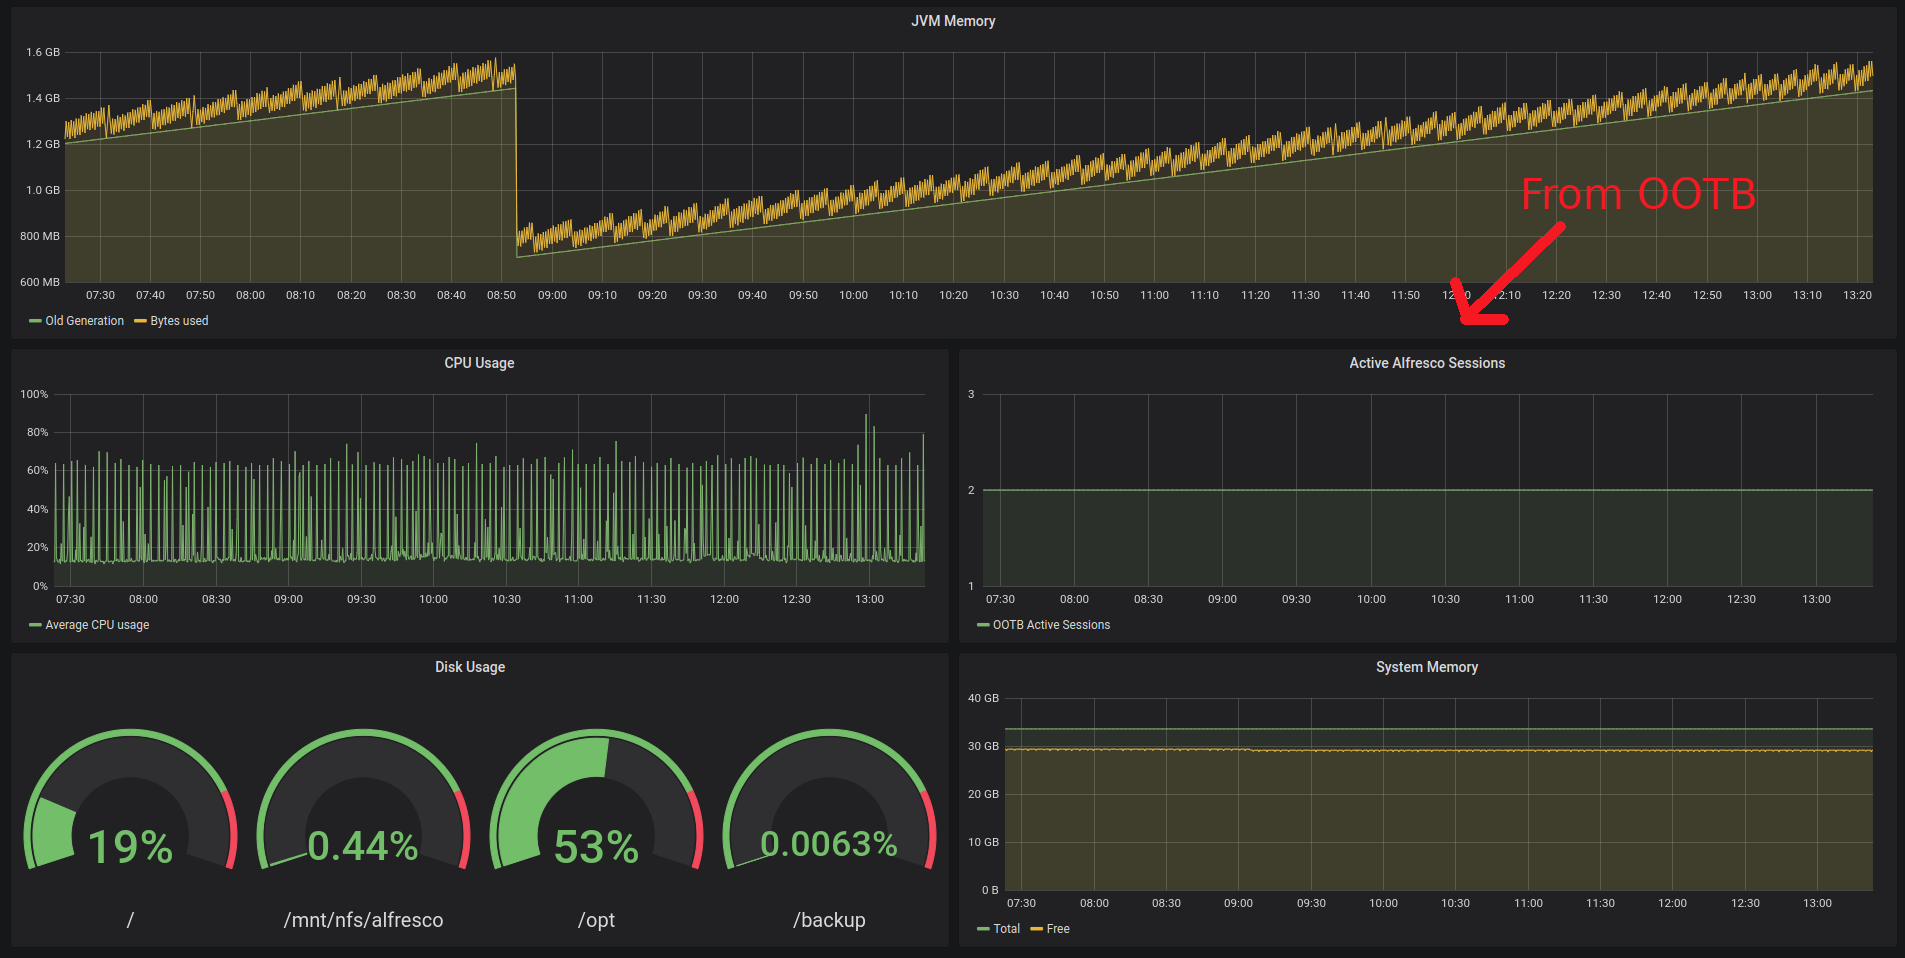 JVM Memory
1.6 GB
1.4 GB
1.2 GB
1.0 GB
800 MB
600 MB
From OOTB
07:30 07:40 07:50 08:00 08:10 08:20 08:30 08:40 08:50 09:00 09:10 09:20 09:30 09:40 09:50 10:00 10:10 10:20 10:30 10:40 10:50 11:00 11:10 11:20 11:30 11:40 11:50 12:10 12:20 12:30 12:40 12:50 13:00 13:10 13:20
Old Generation Bytes used
CPU Usage
100%
80%
60%
40%
20%
0%
07:30 08:00 08:30 09:00 09:30 10:00 10:30 11:00 11:30 12:00 12:30 13:00
Average CPU usage
Active Alfresco Sessions
3
2
1
07:30 08:00 08:30 09:00 09:30 10:00 10:30 11:00 11:30 12:00 12:30 13:00
OOTB Active Sessions
Disk Usage
19% 0.44% 53% 0.0063%
/ /mnt/nfs/alfresco /opt /backup
System Memory
40 GB
30 GB
20 GB
10 GB
0 B
07:30 08:00 08:30 09:00 09:30 10:00 10:30 11:00 11:30 12:00 12:30 13:00
Total Free